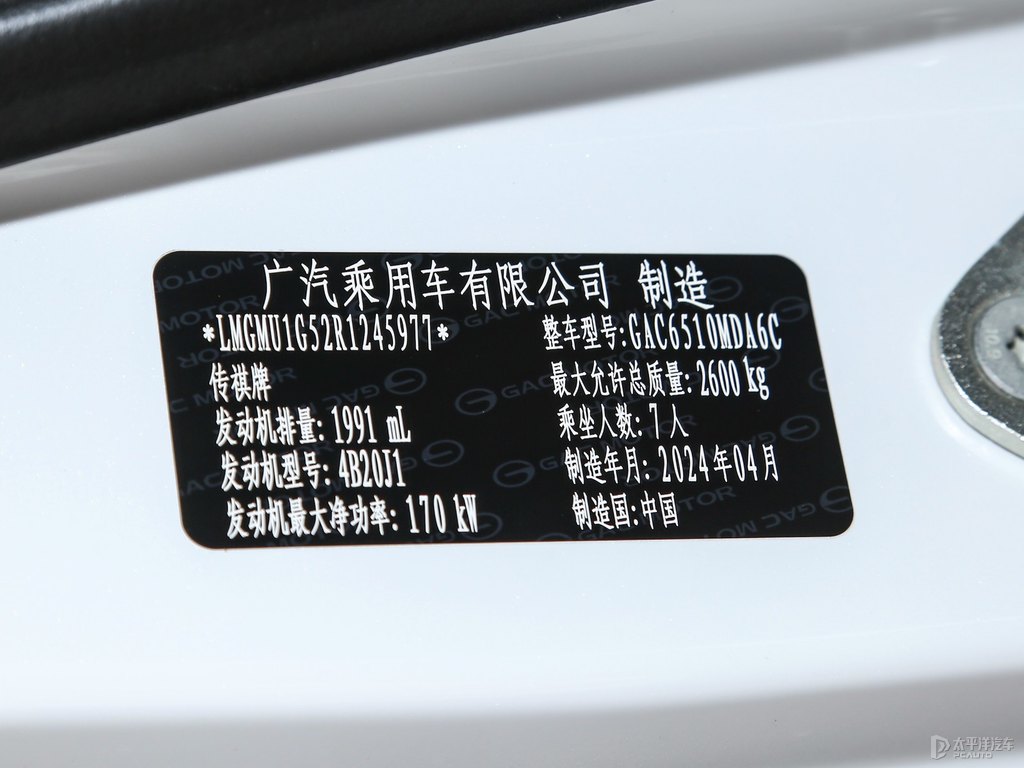 广汽乘用车有限公司 制造
*LMGMU1G52R1245977* 整车型号:GAC6510MDA6C
传祺牌 最大允许总质量:2600kg
发动机排量:1991 mL 乘坐人数:7人
发动机型号:4B20J1 制造年月:2024年04月
发动机最大净功率:170 kW 制造国:中国
GAC MOTOR
太平洋汽车
PCAUTO